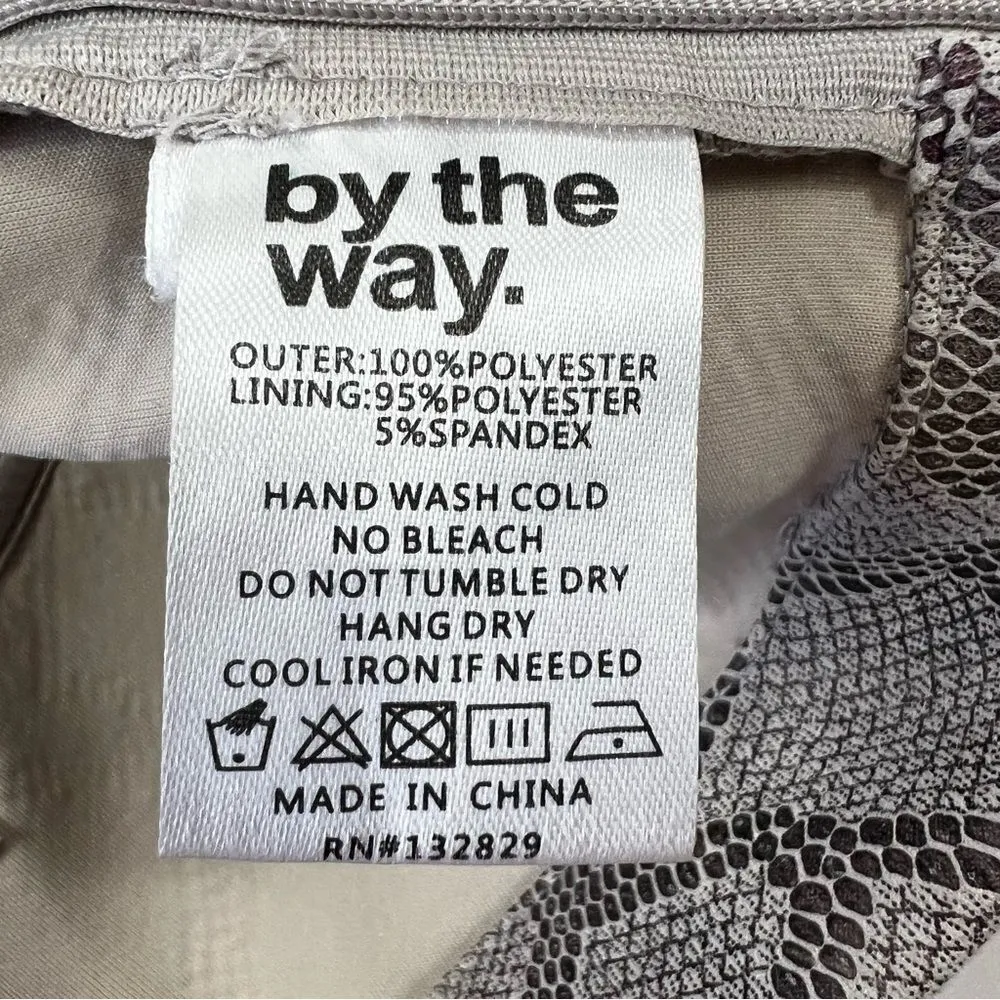 by the
way.
OUTER:100%POLYESTER
LINING:95%POLYESTER
5%SPANDEX
HAND WASH COLD
NO BLEACH
DO NOT TUMBLE DRY
HANG DRY
COOL IRON IF NEEDED
MADE IN CHINA
RN#132829